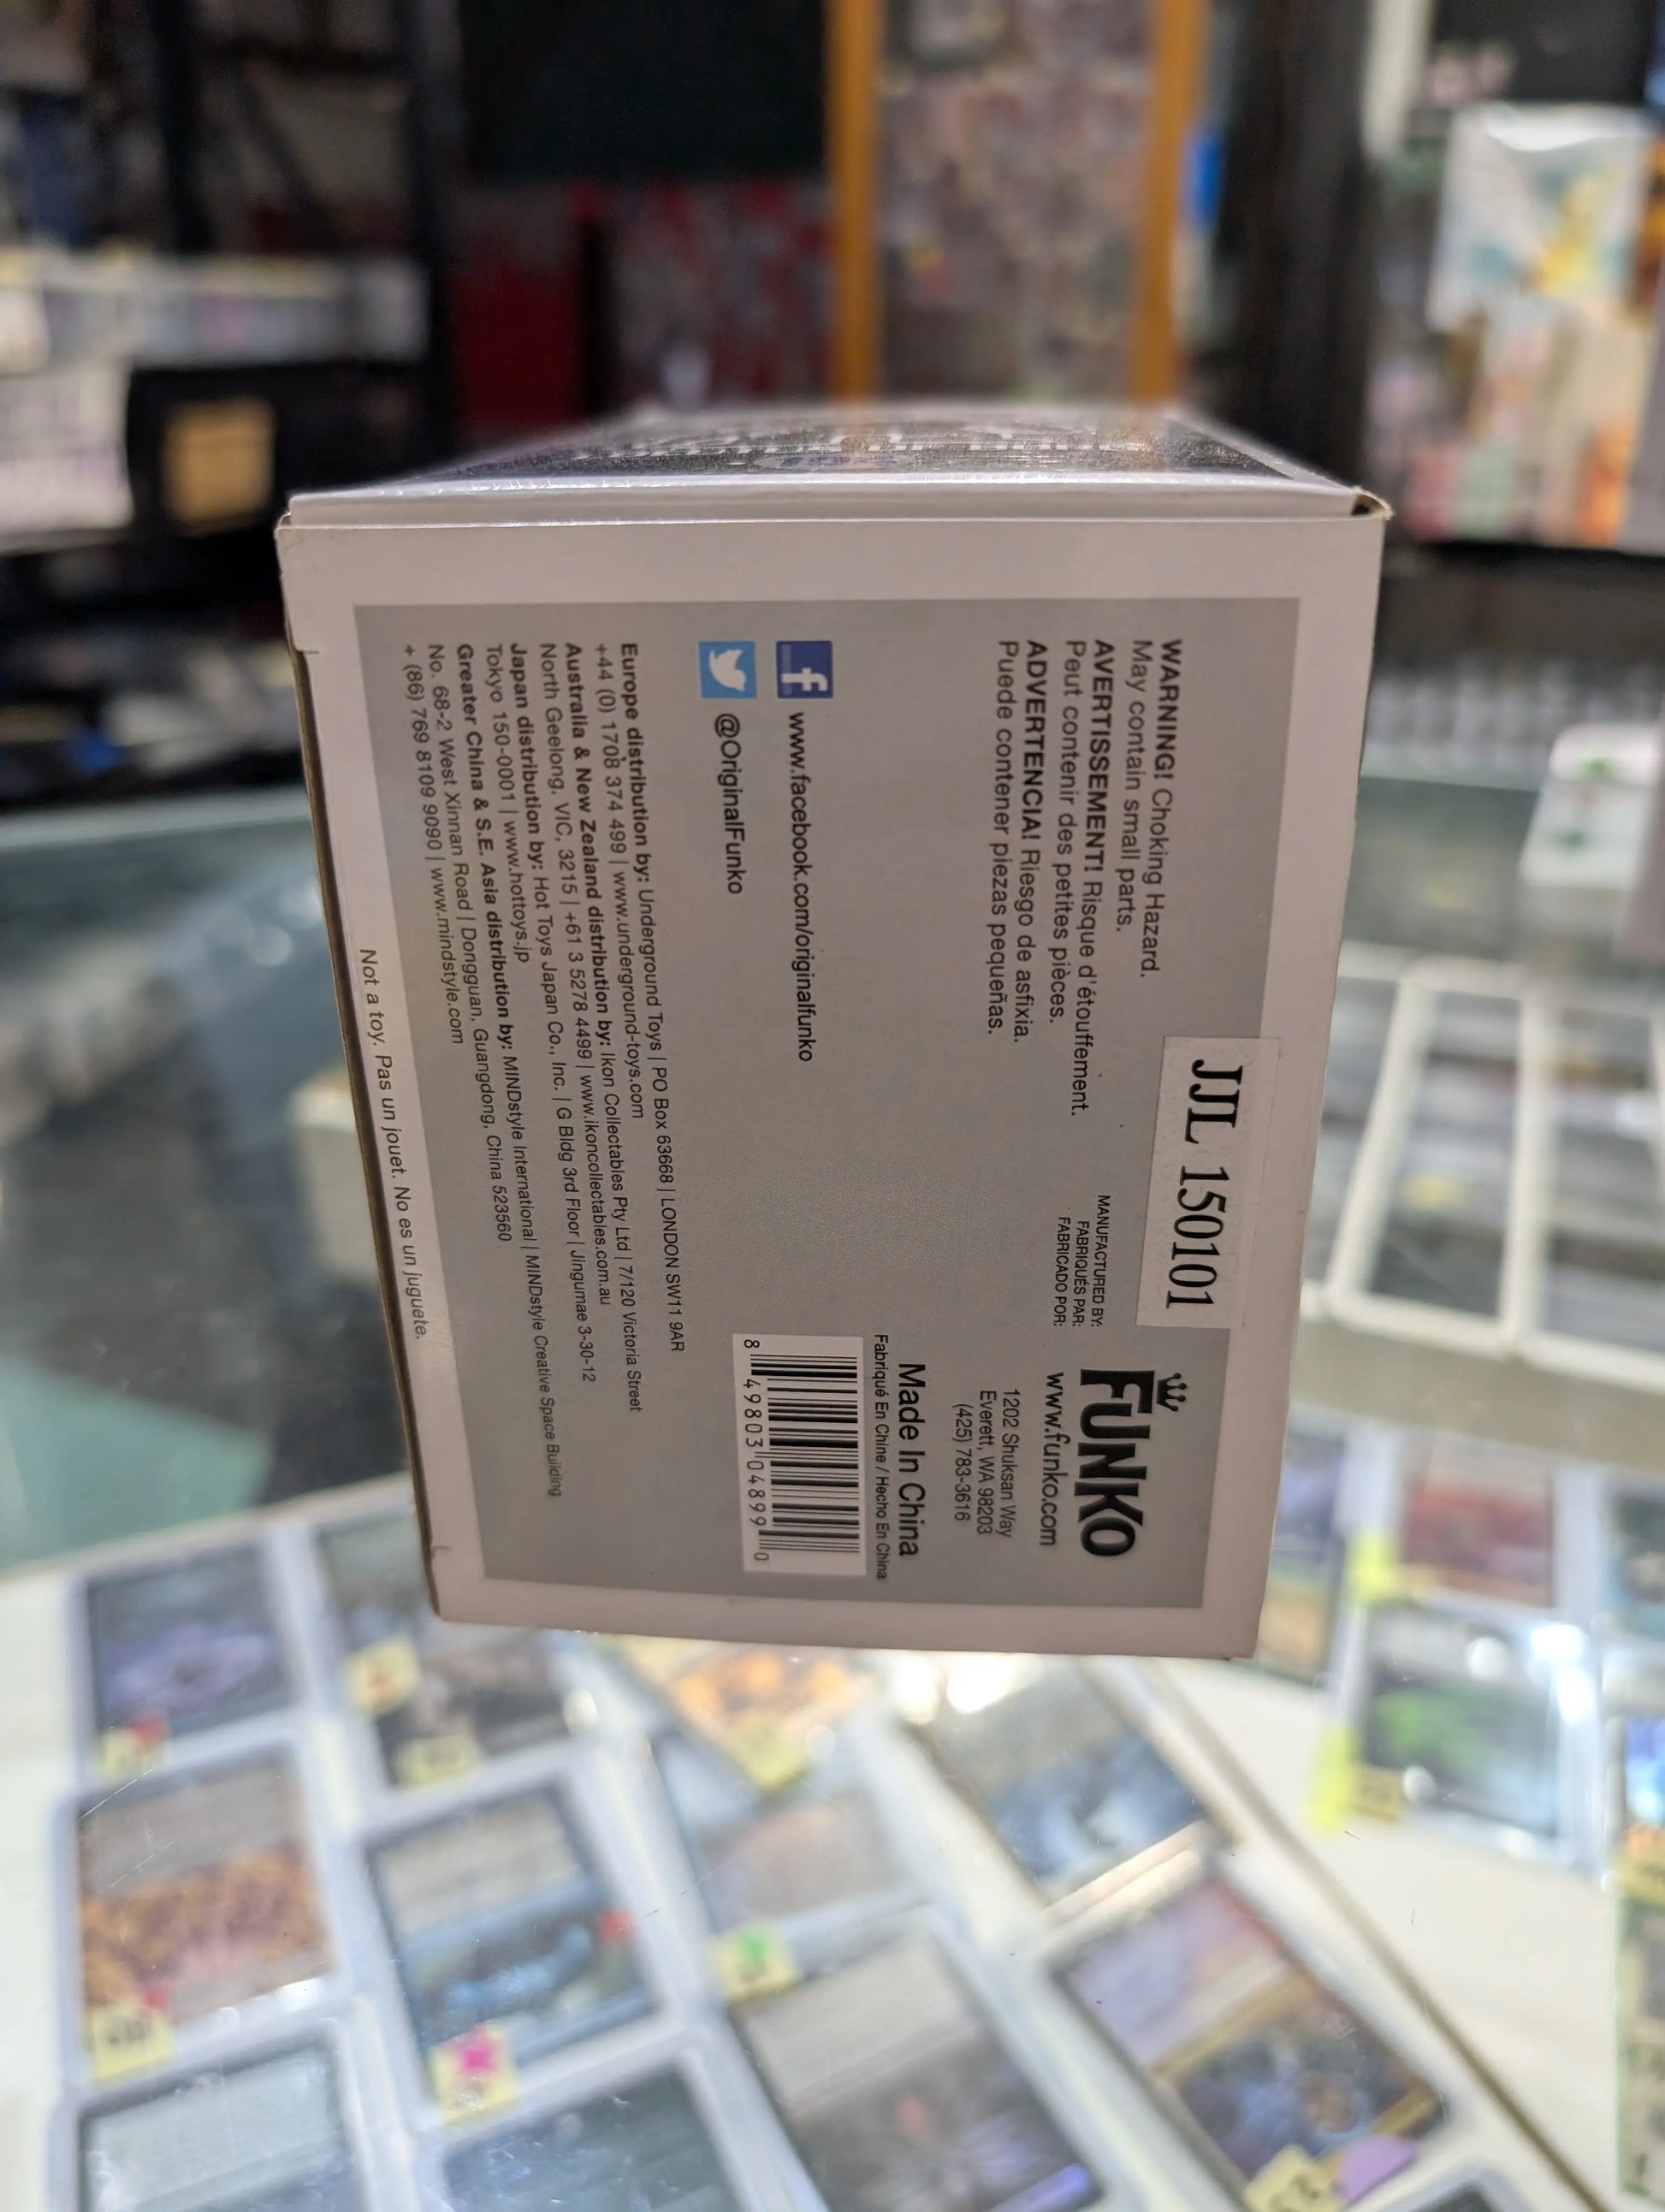 JJL 150101
WARNING! Choking Hazard.
May contain small parts.
AVERTISSEMENT! Risque d'étouffement.
Peut contenir des petites pièces.
ADVERTENCIA! Riesgo de asfixia.
Puede contener piezas pequeñas.
MANUFACTURED BY:
FABRIQUÉS PAR:
FABRICADO POR:
FUNKO
www.funko.com
1202 Shuksan Way
Everett, WA 98203
(425) 783-3616
Made In China
Fabriqué En Chine / Hecho En China
f www.facebook.com/originalfunko
@OriginalFunko
8 49803 04899 0
Europe distribution by: Underground Toys | PO Box 63668 | LONDON SW11 9AR
+44 (0) 1708 374 499 | www.underground-toys.com
Australia & New Zealand distribution by: Ikon Collectables Pty Ltd | 7/120 Victoria Street
North Geelong, VIC, 3215 | +61 3 5278 4499 | www.ikoncollectables.com.au
Japan distribution by: Hot Toys Japan Co., Inc. | G Bldg 3rd Floor | Jingumae 3-30-12
Tokyo 150-0001 | www.hottoys.jp
Greater China & S.E. Asia distribution by: MINDstyle International | MINDstyle Creative Space Building
No. 68-2 West Xinnan Road | Dongguan, Guangdong, China 523560
+ (86) 769 8109 9090 | www.mindstyle.com
Not a toy. Pas un jouet. No es un juguete.